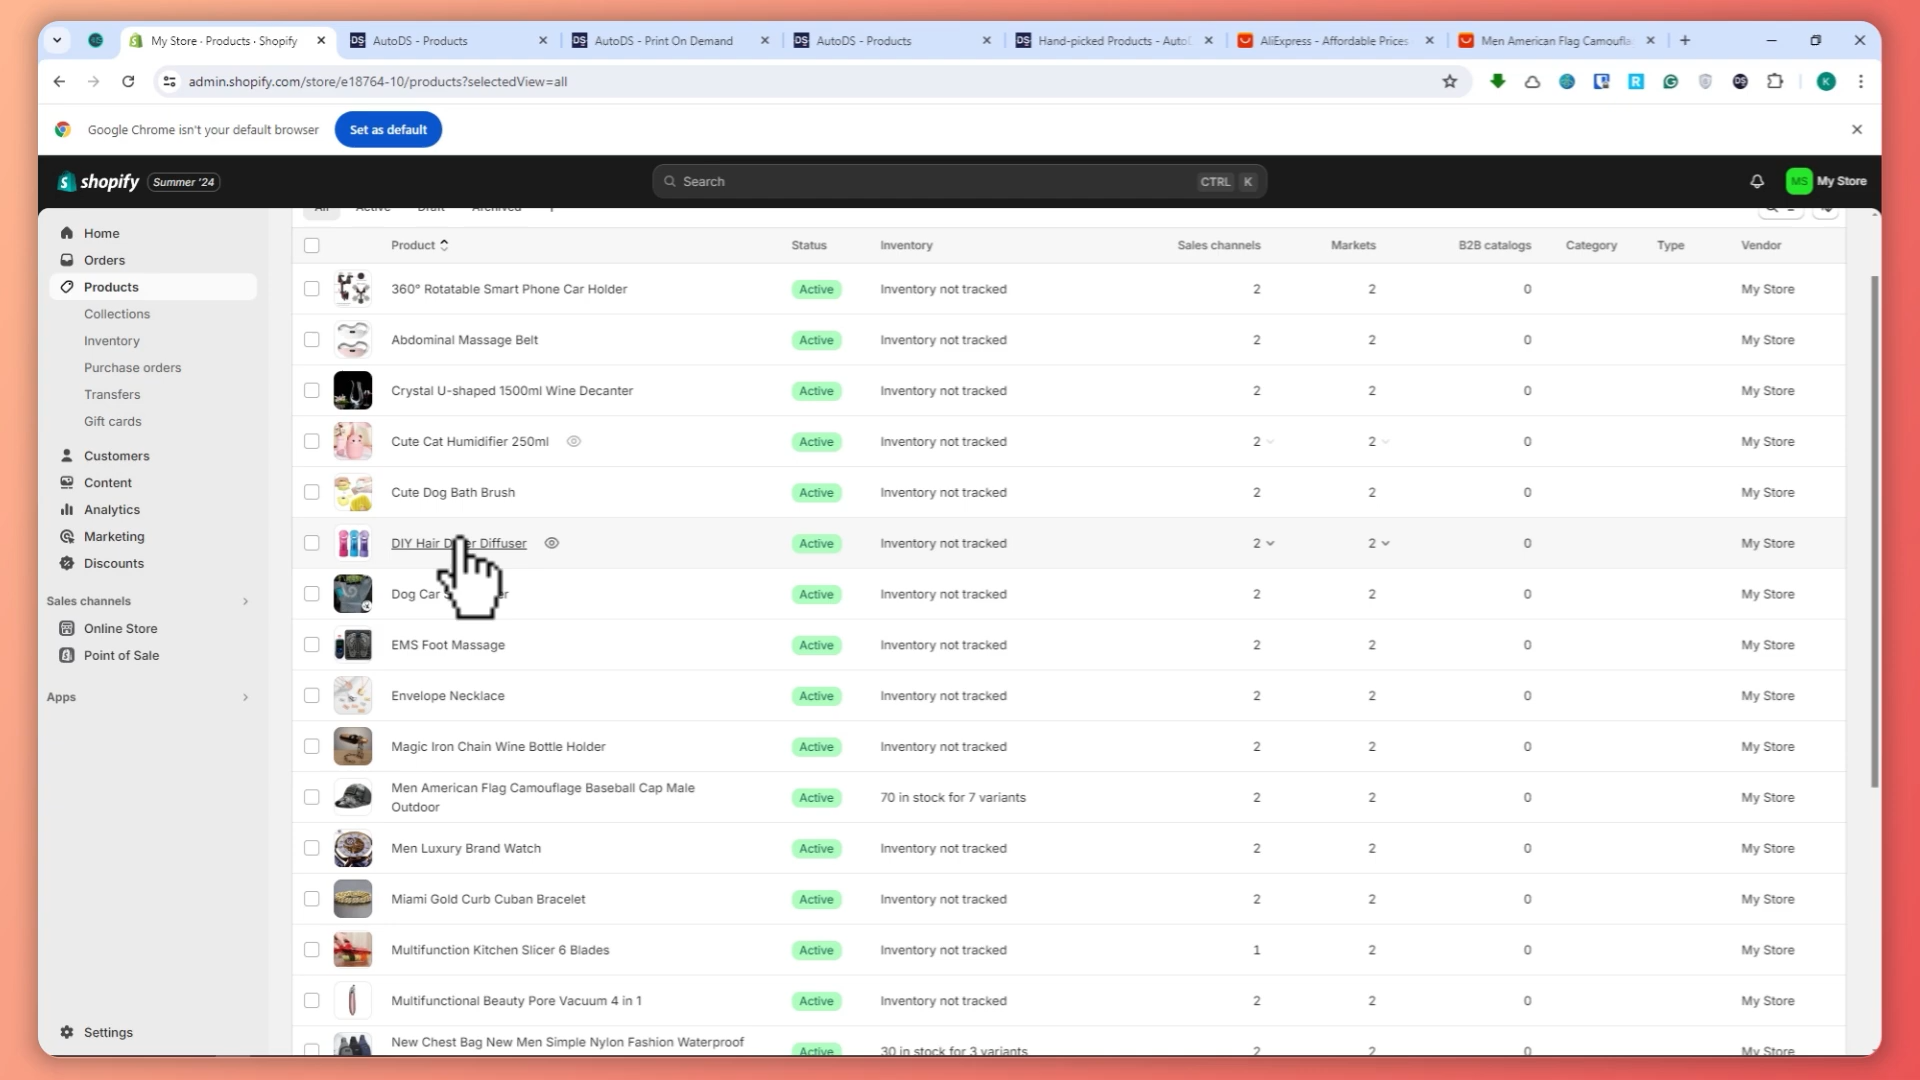 My Store · Products · Shopify
AutoDS - Products
AutoDS - Print On Demand
AutoDS - Products
Hand-picked Products - Auto
AliExpress - Affordable Prices
Men American Flag Camoufla
admin.shopify.com/store/e18764-10/products?selectedView=all
Google Chrome isn't your default browser
Set as default
shopify
Summer '24
Search
CTRL K
MS
My Store
All Active Draft Archived
Home
Orders
Products
Collections
Inventory
Purchase orders
Transfers
Gift cards
Customers
Content
Analytics
Marketing
Discounts
Sales channels
Online Store
Point of Sale
Apps
Settings
Product Status Inventory Sales channels Markets B2B catalogs Category Type Vendor
360° Rotatable Smart Phone Car Holder Active Inventory not tracked 2 2 0 My Store
Abdominal Massage Belt Active Inventory not tracked 2 2 0 My Store
Crystal U-shaped 1500ml Wine Decanter Active Inventory not tracked 2 2 0 My Store
Cute Cat Humidifier 250ml Active Inventory not tracked 2 2 0 My Store
Cute Dog Bath Brush Active Inventory not tracked 2 2 0 My Store
DIY Hair Diffuser Active Inventory not tracked 2 2 0 My Store
Dog Car Active Inventory not tracked 2 2 0 My Store
EMS Foot Massage Active Inventory not tracked 2 2 0 My Store
Envelope Necklace Active Inventory not tracked 2 2 0 My Store
Magic Iron Chain Wine Bottle Holder Active Inventory not tracked 2 2 0 My Store
Men American Flag Camouflage Baseball Cap Male
Outdoor Active 70 in stock for 7 variants 2 2 0 My Store
Men Luxury Brand Watch Active Inventory not tracked 2 2 0 My Store
Miami Gold Curb Cuban Bracelet Active Inventory not tracked 2 2 0 My Store
Multifunction Kitchen Slicer 6 Blades Active Inventory not tracked 1 2 0 My Store
Multifunctional Beauty Pore Vacuum 4 in 1 Active Inventory not tracked 2 2 0 My Store
New Chest Bag New Men Simple Nylon Fashion Waterproof
Active 30 in stock for 3 variants 2 2 0 My Store